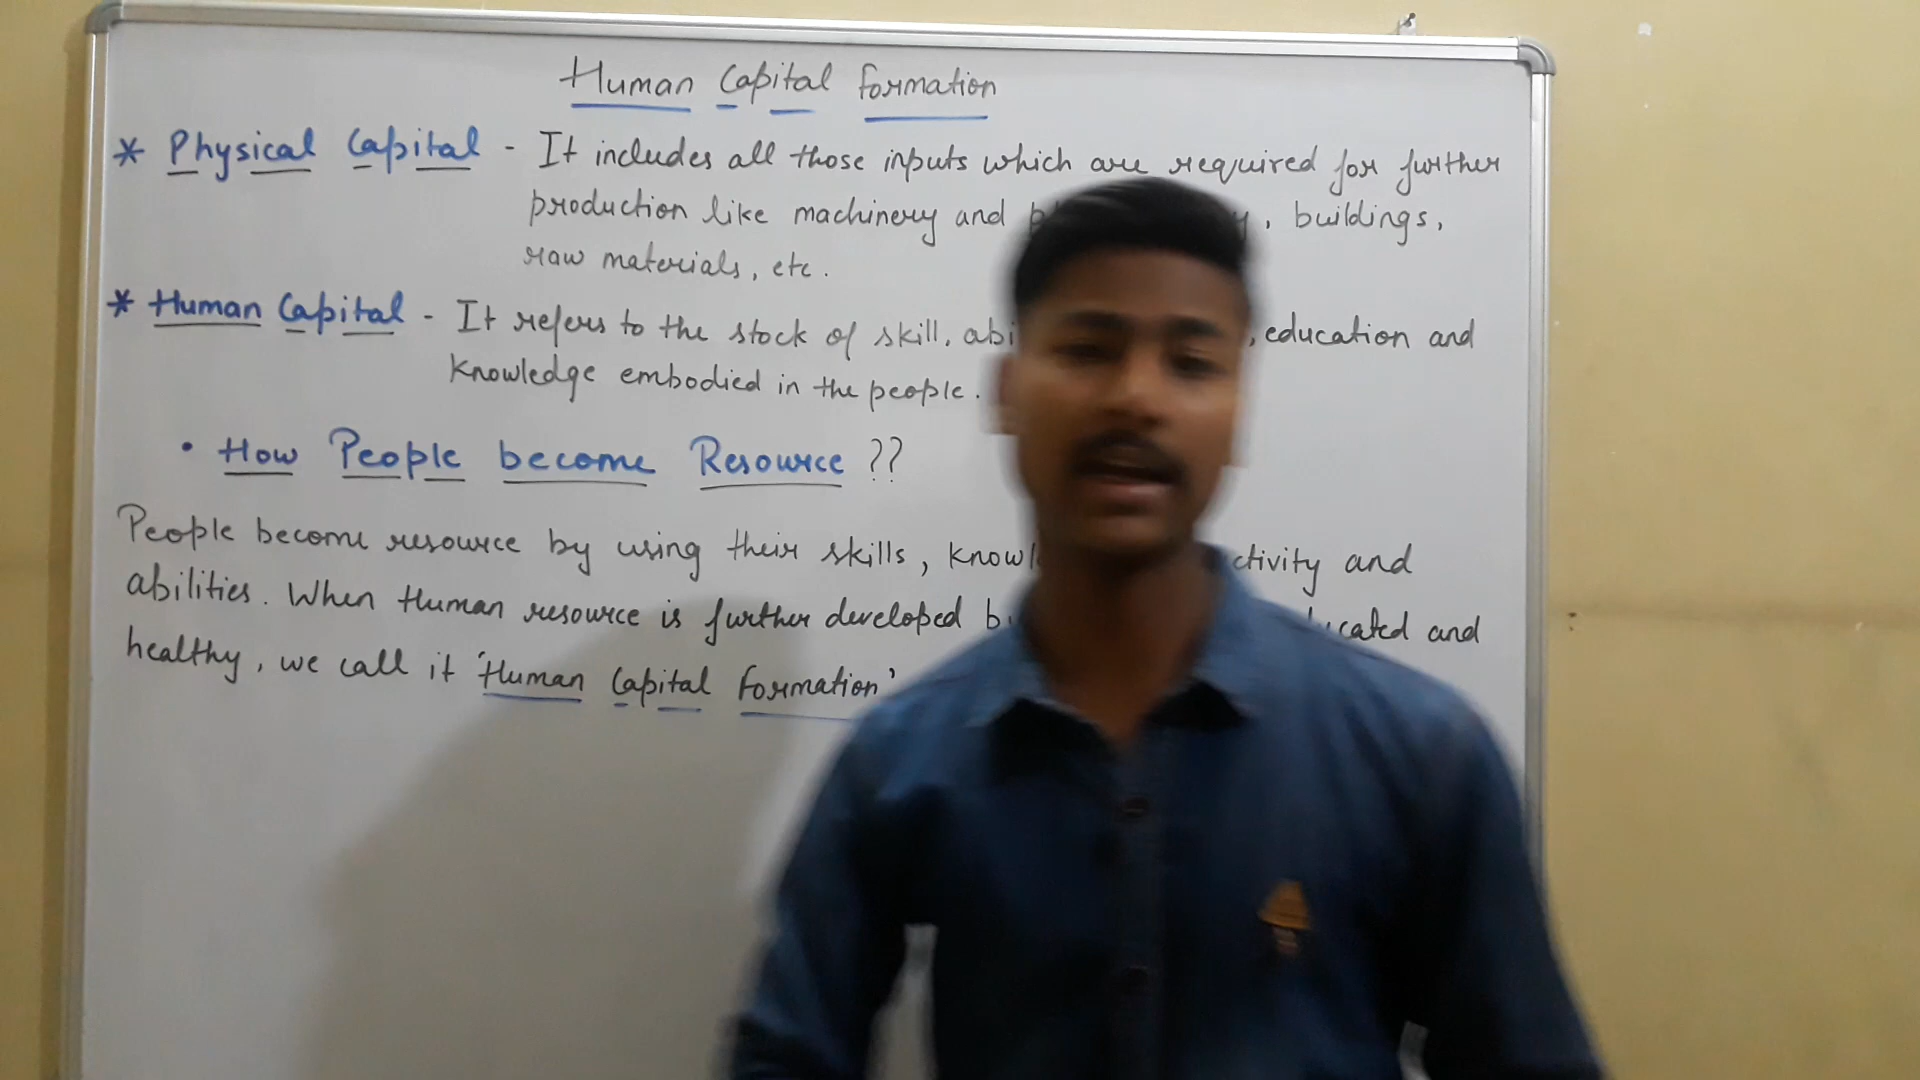 Human Capital Formation
* Physical Capital - It includes all those inputs which are required for further
production like machinery and , buildings,
raw materials, etc.
* Human Capital - It refers to the stock of skill, , education and
Knowledge embodied in the people.
• How People become Resource ??
People become resource by using their skills, and
abilities. When Human resource is further developed and
healthy, we call it 'Human Capital Formation'